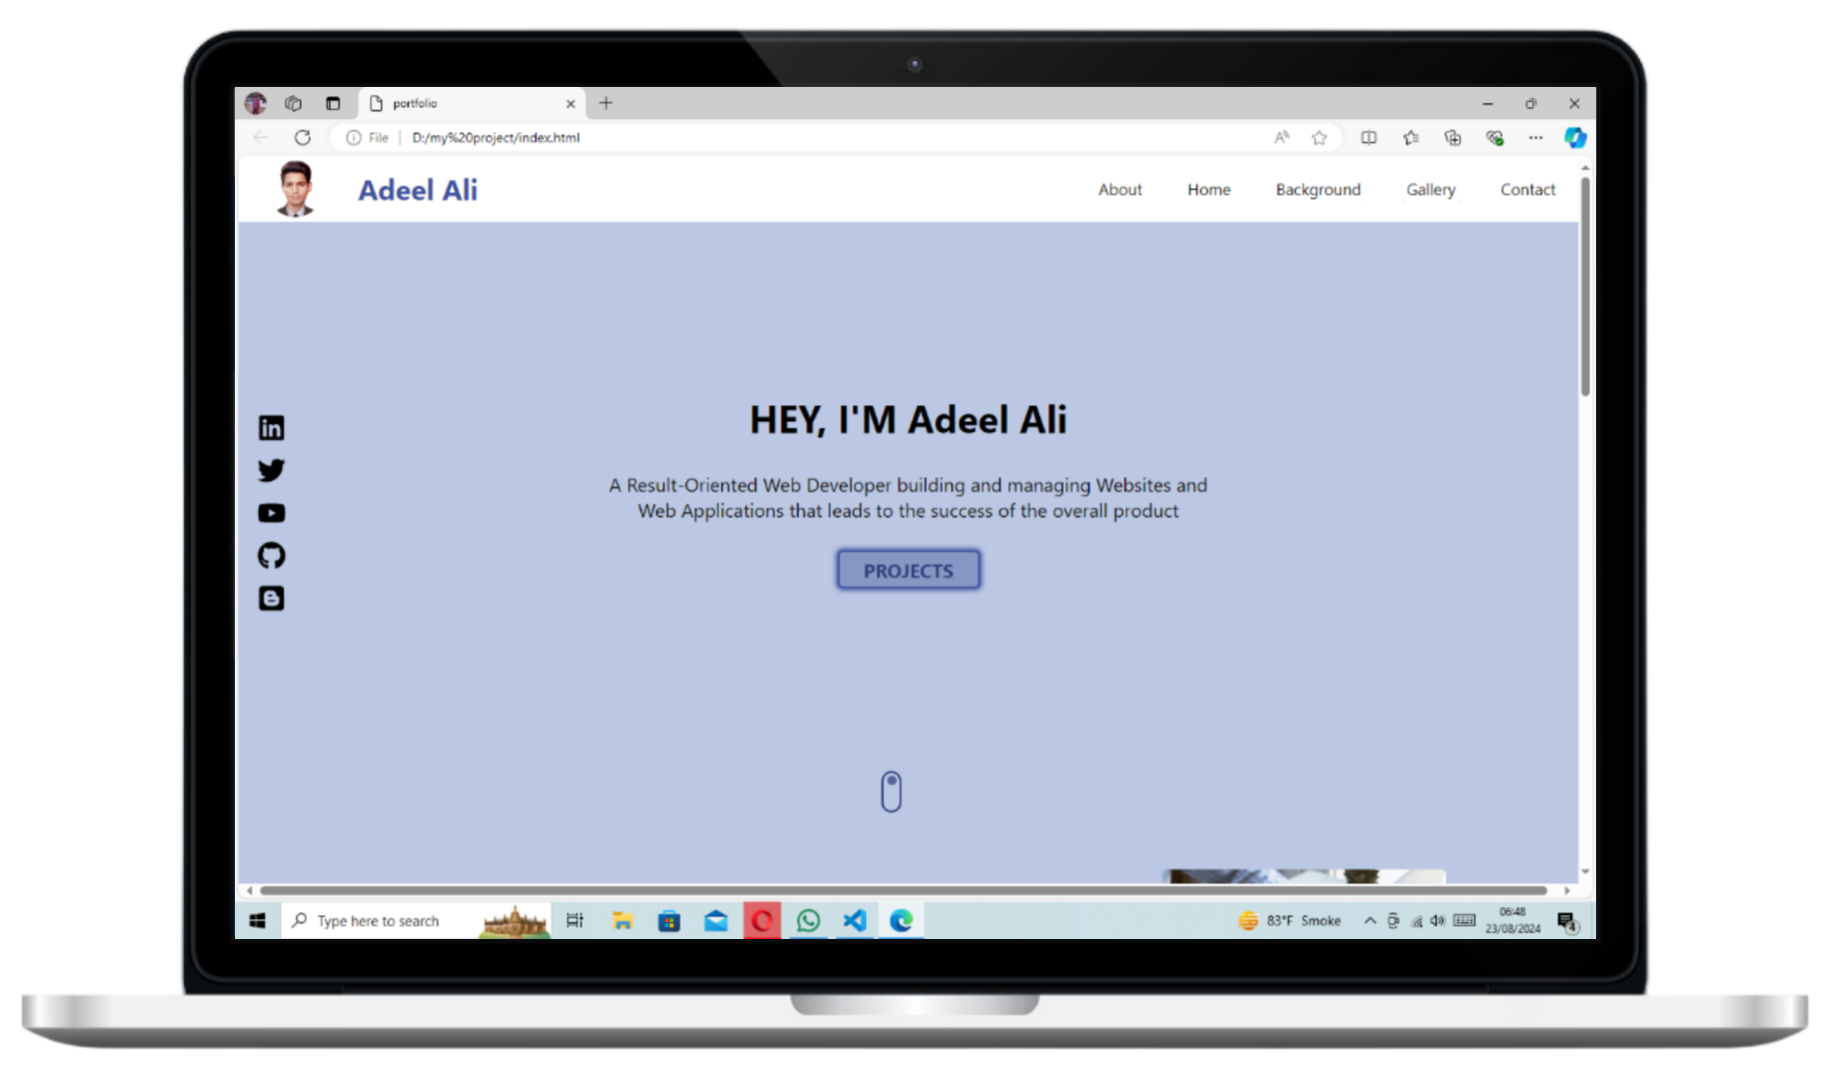 portfolio
File | D:/my%20project/index.html
Adeel Ali
About Home Background Gallery Contact
HEY, I'M Adeel Ali
A Result-Oriented Web Developer building and managing Websites and
Web Applications that leads to the success of the overall product
PROJECTS
Type here to search
83°F Smoke
06:48
23/08/2024
4